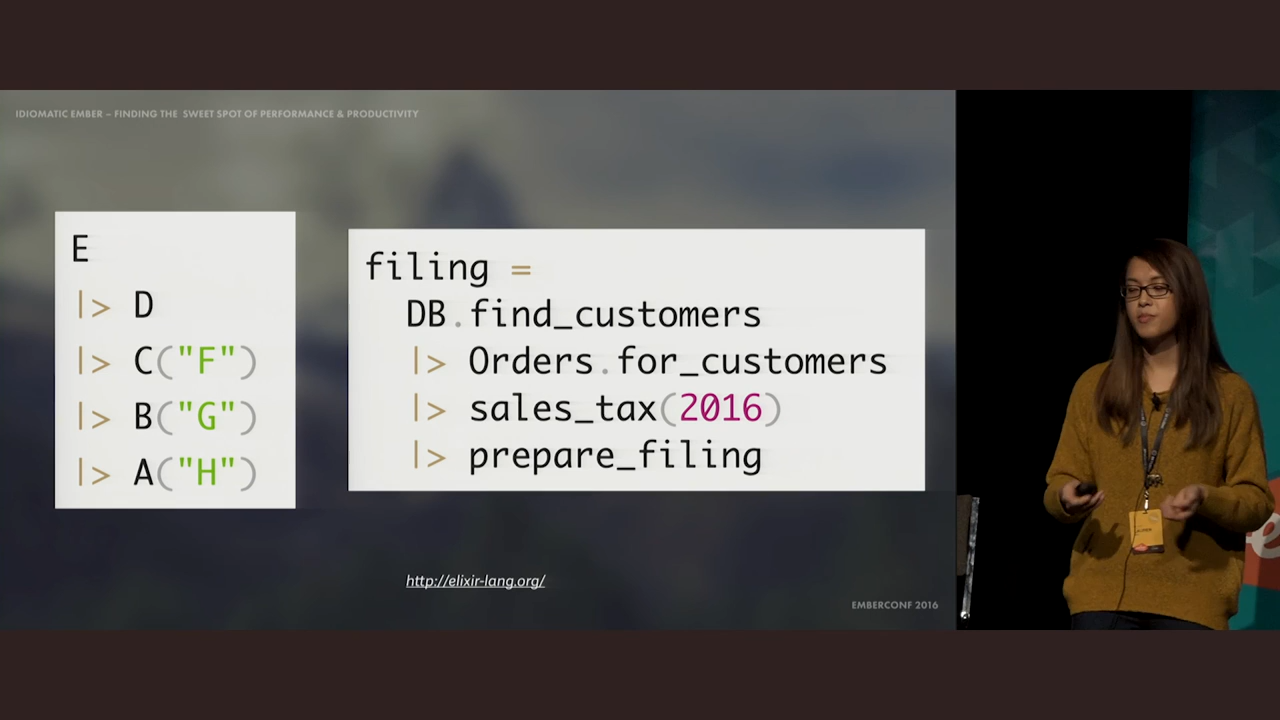 IDIOMATIC EMBER – FINDING THE SWEET SPOT OF PERFORMANCE & PRODUCTIVITY
E
|> D
|> C("F")
|> B("G")
|> A("H")
filing =
DB.find_customers
|> Orders.for_customers
|> sales_tax(2016)
|> prepare_filing
http://elixir-lang.org/
EMBERCONF 2016